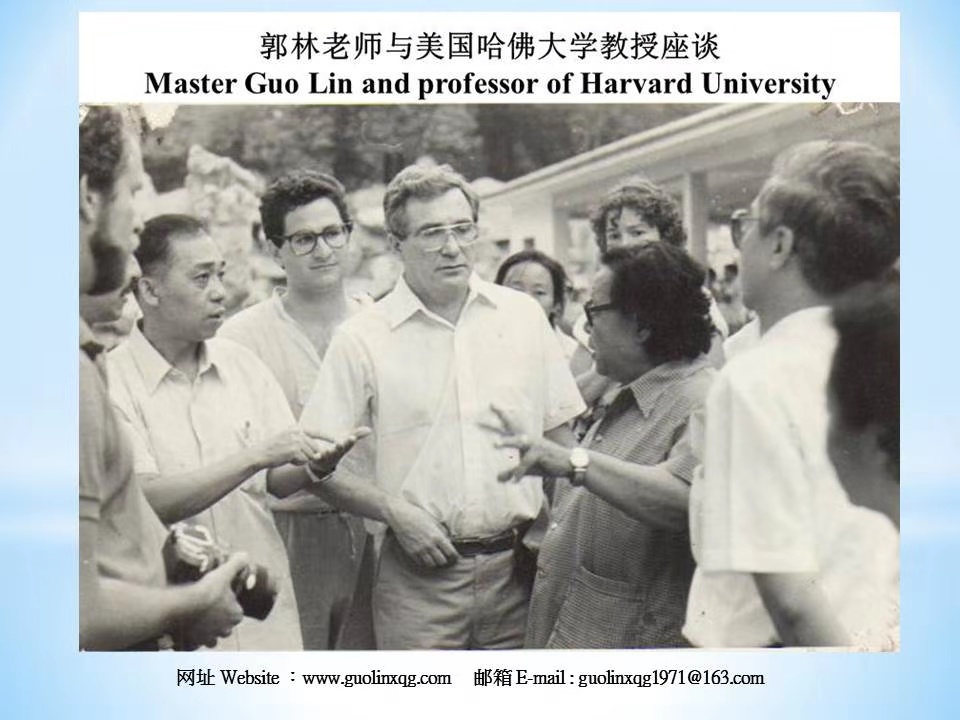 郭林老师与美国哈佛大学教授座谈
Master Guo Lin and professor of Harvard University
网址 Website ：www.guolinxqg.com 邮箱 E-mail : guolinxqg1971@163.com